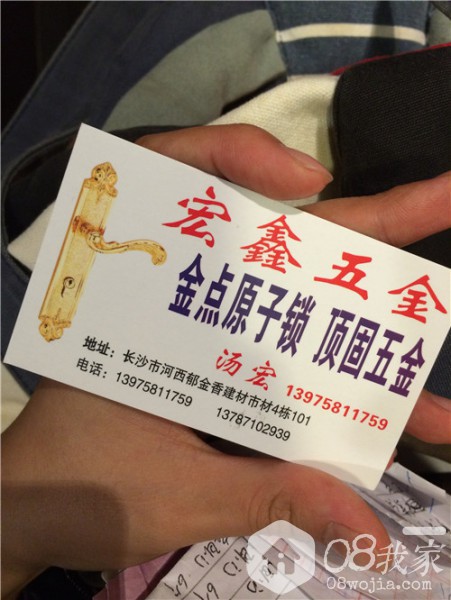 宏鑫五金
金点原子锁 顶固五金
汤宏 13975811759
地址：长沙市河西郁金香建材市材4栋101
电话：13975811759 13787102939
08我家
08wojia.com